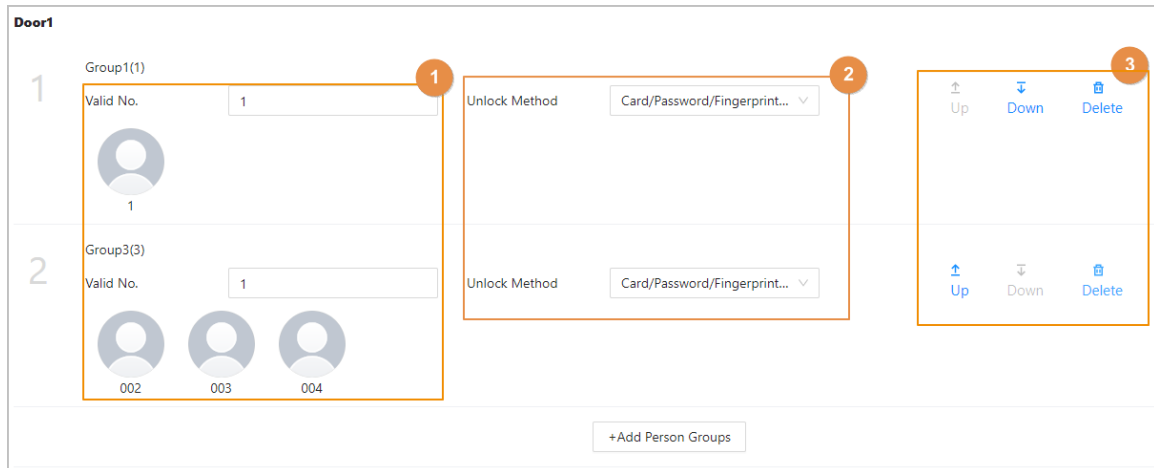 Door1
1
Group1(1)
1
2
3
Valid No.
1
Unlock Method
Card/Password/Fingerprint...
Up
Down
Delete
1
2
Group3(3)
Valid No.
1
Unlock Method
Card/Password/Fingerprint...
Up
Down
Delete
002
003
004
+Add Person Groups